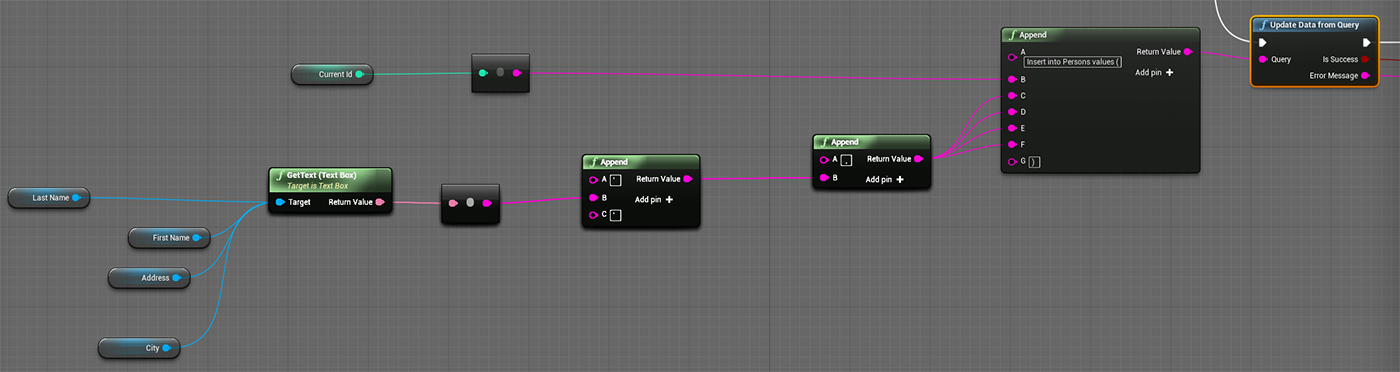 Update Data from Query
Append
A
Return Value
Insert into Persons values (
Query
Is Success
Add pin
Error Message
Current Id
B
C
D
E
F
G
)
Append
A
,
Return Value
B
Add pin
Append
A
'
Return Value
B
Add pin
C
'
GetText (Text Box)
Target is Text Box
Target
Return Value
Last Name
First Name
Address
City